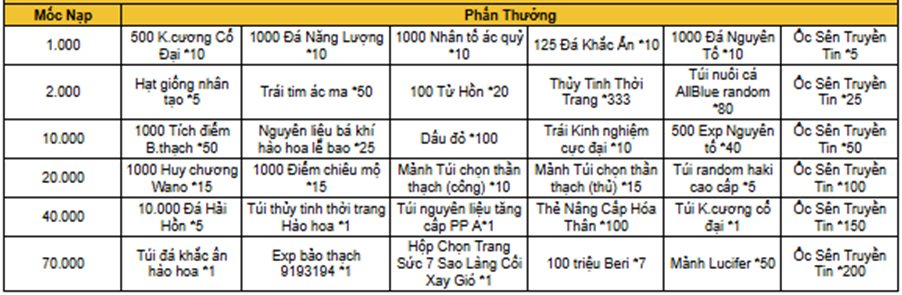 Mốc Nạp Phần Thưởng
1.000 500 K.cương Cổ Đại *10 1000 Đá Năng Lượng *10 1000 Nhân tố ác quỷ *10 125 Đá Khắc Ấn *10 1000 Đá Nguyên Tố *10 Ốc Sên Truyền Tin *5
2.000 Hạt giống nhân tạo *5 Trái tim ác ma *50 100 Tử Hồn *20 Thủy Tinh Thời Trang *333 Túi nuôi cá AllBlue random *80 Ốc Sên Truyền Tin *25
10.000 1000 Tích điểm B.thạch *50 Nguyên liệu bá khí hảo hoa lễ bao *25 Dấu đỏ *100 Trái Kinh nghiệm cực đại *10 500 Exp Nguyên tố *40 Ốc Sên Truyền Tin *50
20.000 1000 Huy chương Wano *15 1000 Điểm chiêu mộ *15 Mảnh Túi chọn thần thạch (công) *10 Mảnh Túi chọn thần thạch (thủ) *15 Túi random haki cao cấp *5 Ốc Sên Truyền Tin *100
40.000 10.000 Đá Hải Hồn *5 Túi thủy tinh thời trang Hảo hoa *1 Túi nguyên liệu tăng cấp PP A*1 Thẻ Nâng Cấp Hóa Thân *100 Túi K.cương cổ đại *1 Ốc Sên Truyền Tin *150
70.000 Túi đá khắc ấn hảo hoa *1 Exp bảo thạch 9193194 *1 Hộp Chọn Trang Sức 7 Sao Làng Cối Xay Gió *1 100 triệu Beri *7 Mảnh Lucifer *50 Ốc Sên Truyền Tin *200